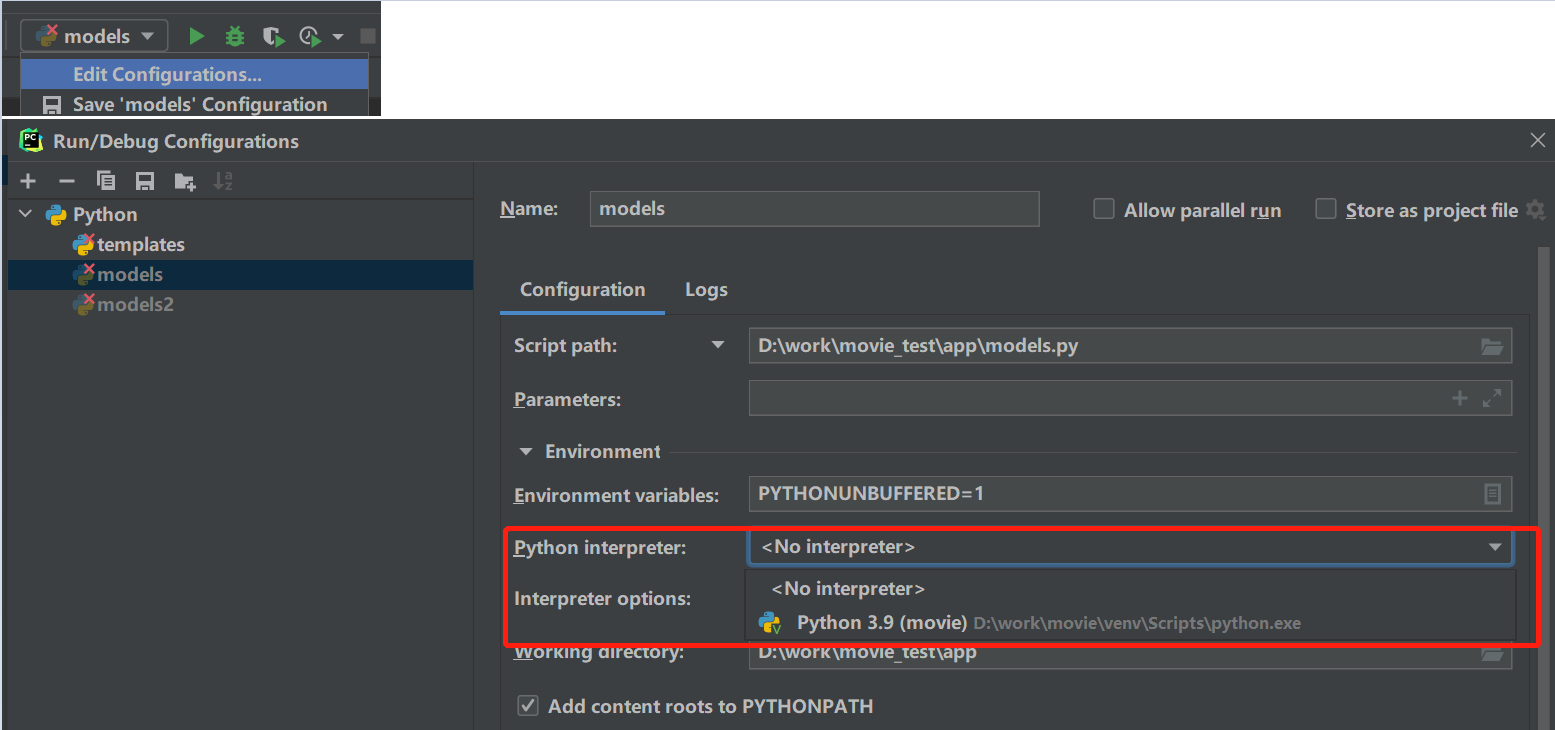 models
Edit Configurations...
Save 'models' Configuration
PC
Run/Debug Configurations
Python
templates
models
models2
Name: models Allow parallel run Store as project file
Configuration Logs
Script path: D:\work\movie_test\app\models.py
Parameters:
Environment
Environment variables: PYTHONUNBUFFERED=1
Python interpreter: <No interpreter>
<No interpreter>
Interpreter options:
Python 3.9 (movie) D:\work\movie\venv\Scripts\python.exe
Working directory: D:\work\movie_test\app
Add content roots to PYTHONPATH